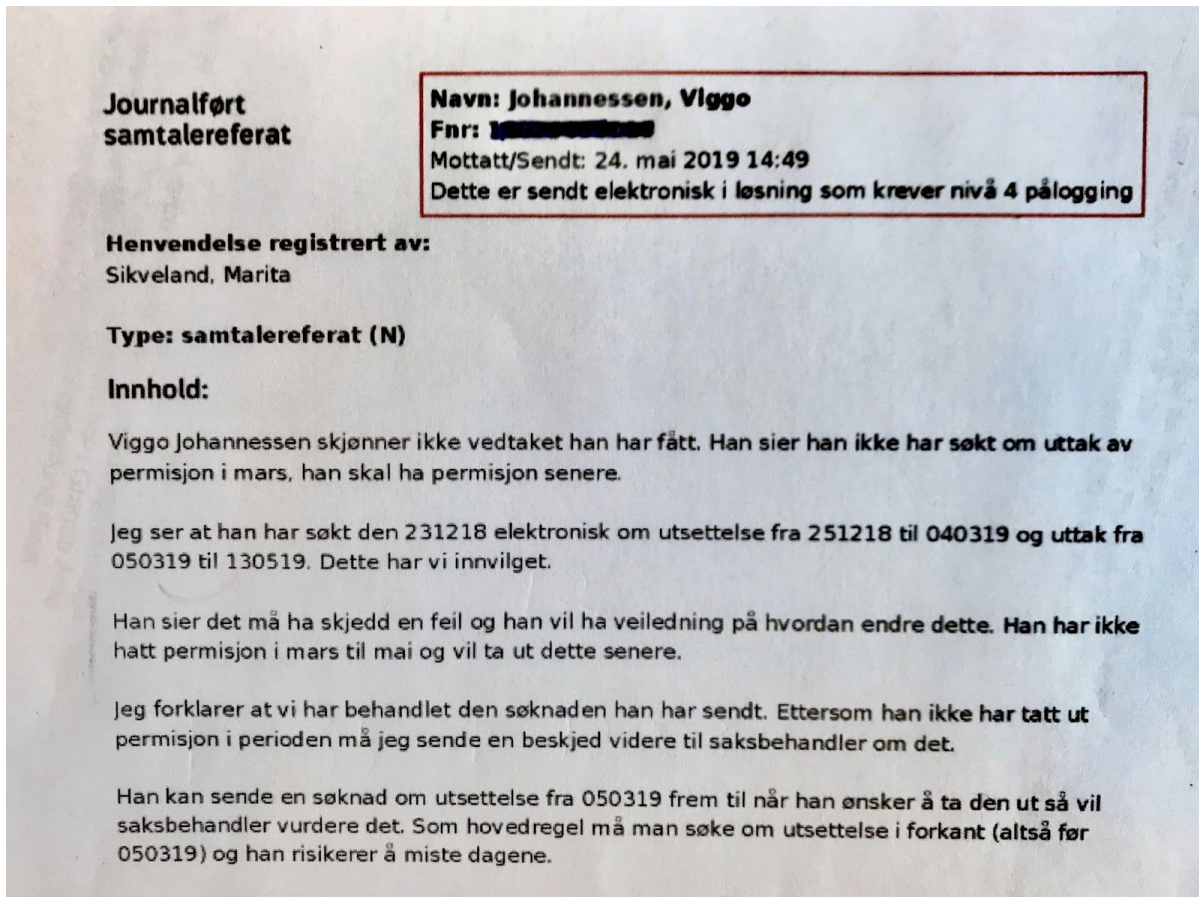 Journalført
samtalereferat
Navn: Johannessen, Viggo
Fnr:
Mottatt/Sendt: 24. mai 2019 14:49
Dette er sendt elektronisk i løsning som krever nivå 4 pålogging
Henvendelse registrert av:
Sikveland, Marita
Type: samtalereferat (N)
Innhold:
Viggo Johannessen skjønner ikke vedtaket han har fått. Han sier han ikke har søkt om uttak av
permisjon i mars, han skal ha permisjon senere.
Jeg ser at han har søkt den 231218 elektronisk om utsettelse fra 251218 til 040319 og uttak fra
050319 til 130519. Dette har vi innvilget.
Han sier det må ha skjedd en feil og han vil ha veiledning på hvordan endre dette. Han har ikke
hatt permisjon i mars til mai og vil ta ut dette senere.
Jeg forklarer at vi har behandlet den søknaden han har sendt. Ettersom han ikke har tatt ut
permisjon i perioden må jeg sende en beskjed videre til saksbehandler om det.
Han kan sende en søknad om utsettelse fra 050319 frem til når han ønsker å ta den ut så vil
saksbehandler vurdere det. Som hovedregel må man søke om utsettelse i forkant (altså før
050319) og han risikerer å miste dagene.